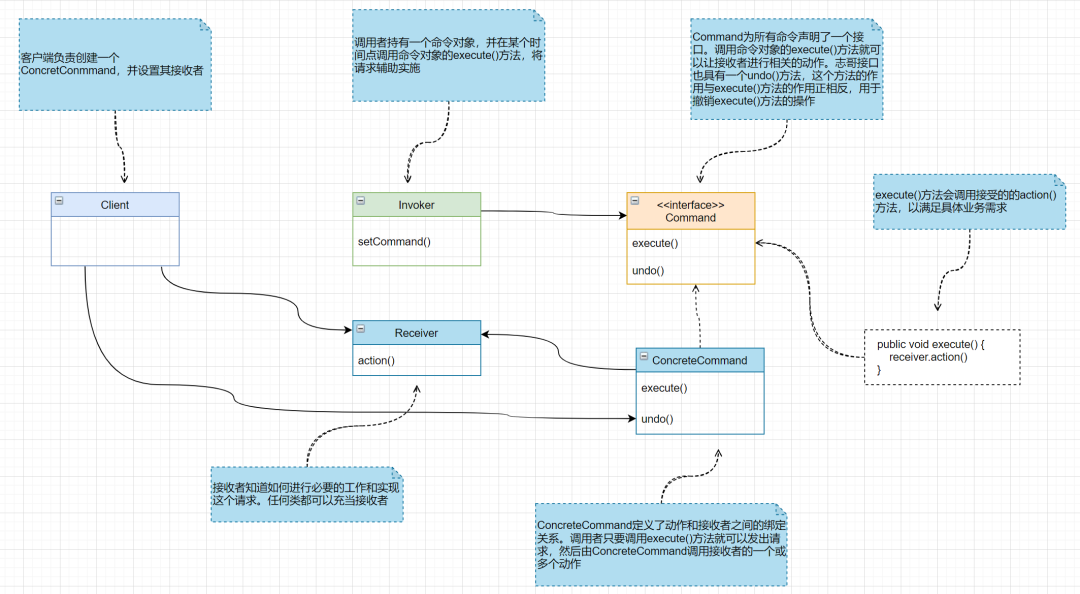 客户端负责创建一个
ConcretConmmand，并设置其接收者
调用者持有一个命令对象，并在某个时
间点调用命令对象的execute()方法，将
请求辅助实施
Command为所有命令声明了一个接
口。调用命令对象的execute()方法就可
以让接收者进行相关的动作。志哥接口
也具有一个undo()方法，这个方法的作
用与execute()方法的作用正相反，用于
撤销execute()方法的操作
execute()方法会调用接受的的action()
方法，以满足具体业务需求
Client
Invoker
setCommand()
<<interface>>
Command
execute()
undo()
Receiver
action()
ConcreteCommand
execute()
undo()
public void execute() {
receiver.action()
}
接收者知道如何进行必要的工作和实现
这个请求。任何类都可以充当接收者
ConcreteCommand定义了动作和接收者之间的绑定
关系。调用者只要调用execute()方法就可以发出请
求，然后由ConcreteCommand调用接收者的一个或
多个动作